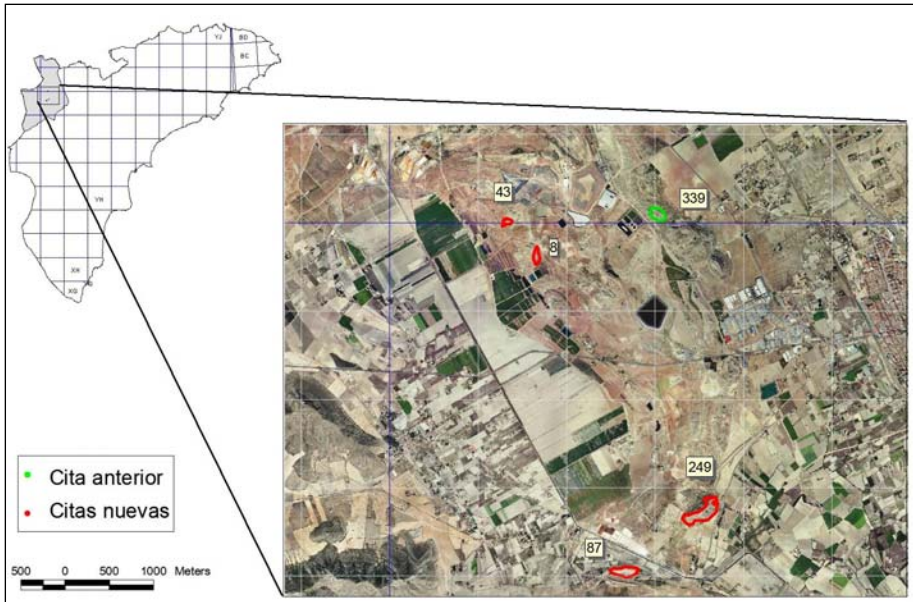 YJ
BD
BC
YH
XH
XG
43
339
8
249
87
Cita anterior
Citas nuevas
500 0 500 1000 Meters